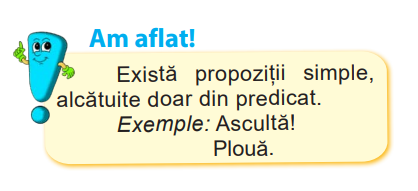 Am aflat!
Există propoziții simple,
alcătuite doar din predicat.
Exemple: Ascultă!
Plouă.